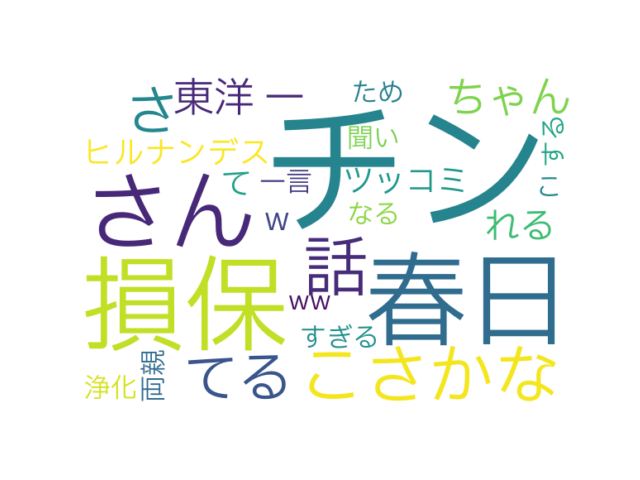 東洋 一
ため
ちゃん
さ
チン
ヒルナンデス
聞い
こする
て
一言
ツッコミ
さん
w
なる
れる
話
損保
春日
ww
すぎる
てる
こさかな
浄化
両親